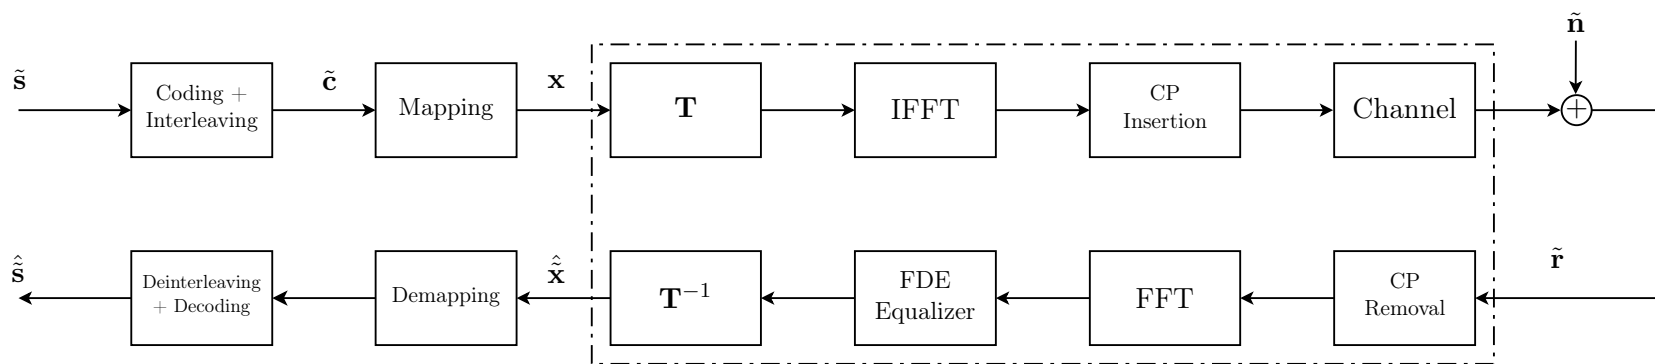 ñ
s̃
Coding +
Interleaving
c̃
Mapping
x
T
IFFT
CP
Insertion
Channel
+
ŝ̃
Deinterleaving
+ Decoding
Demapping
x̃̂
T⁻¹
FDE
Equalizer
FFT
CP
Removal
r̃